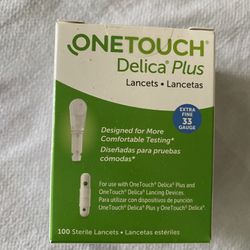 ONETOUCH®
Delica® Plus
Lancets • Lancetas
EXTRA
FINE
33
GAUGE
Designed for More
Comfortable Testing*
Diseñadas para pruebas
cómodas*
For use with OneTouch® Delica® Plus and
OneTouch® Delica® Lancing Devices.
Para utilizar con dispositivos de punción
OneTouch® Delica® Plus y OneTouch® Delica®.
100 Sterile Lancets • Lancetas estériles